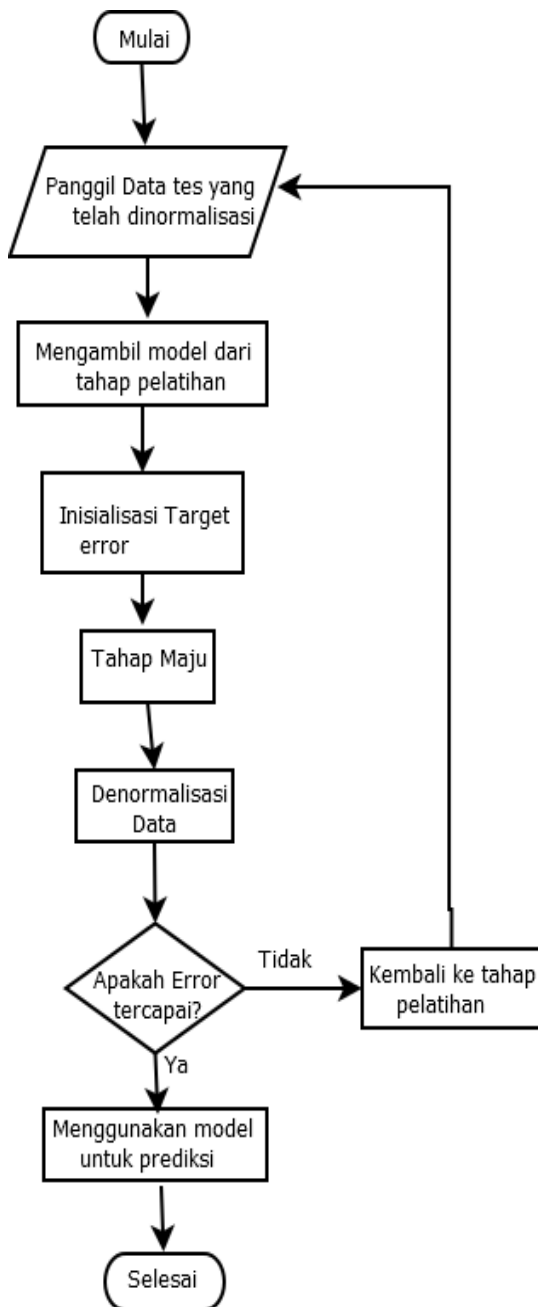 Mulai
Panggil Data tes yang
telah dinormalisasi
Mengambil model dari
tahap pelatihan
Inisialisasi Target
error
Tahap Maju
Denormalisasi
Data
Apakah Error
tercapai?
Tidak
Kembali ke tahap
pelatihan
Ya
Menggunakan model
untuk prediksi
Selesai